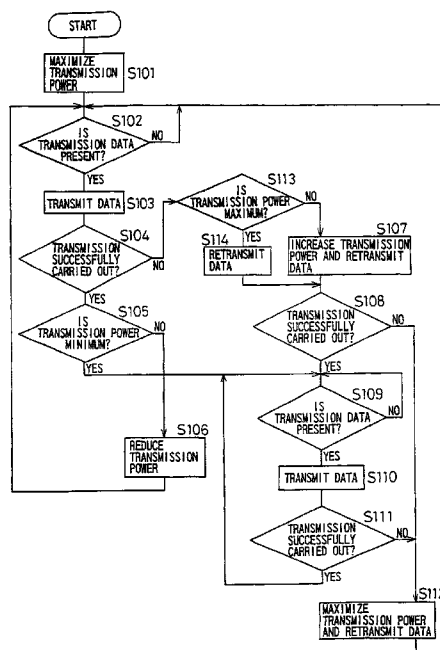 START
MAXIMIZE
TRANSMISSION
POWER
S101
S102
IS
TRANSMISSION DATA
PRESENT?
NO
YES
TRANSMIT DATA
S103
S104
TRANSMISSION
SUCCESSFULLY
CARRIED OUT?
NO
YES
S105
IS
TRANSMISSION POWER
MINIMUM?
NO
YES
S106
REDUCE
TRANSMISSION
POWER
S113
IS
TRANSMISSION POWER
MAXIMUM?
NO
YES
S114
RETRANSMIT
DATA
S107
INCREASE TRANSMISSION
POWER AND RETRANSMIT
DATA
S108
TRANSMISSION
SUCCESSFULLY
CARRIED OUT?
NO
YES
S109
IS
TRANSMISSION DATA
PRESENT?
NO
YES
S110
TRANSMIT DATA
S111
TRANSMISSION
SUCCESSFULLY
CARRIED OUT?
NO
YES
MAXIMIZE
TRANSMISSION POWER
AND RETRANSMIT DATA